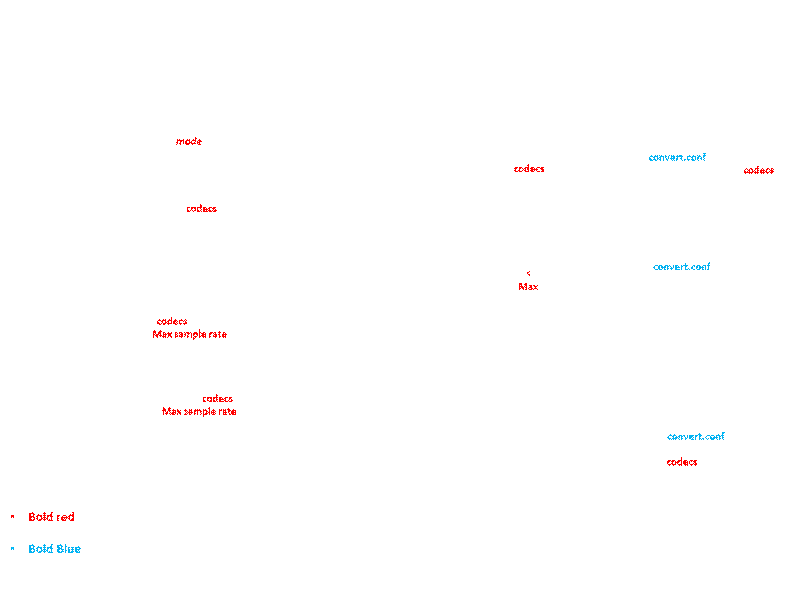 mode
convert.conf
codecs
codecs
codecs
convert.conf
<
Max
codecs
Max sample rate
codecs
Max sample rate
convert.conf
codecs
• Bold red
• Bold Blue